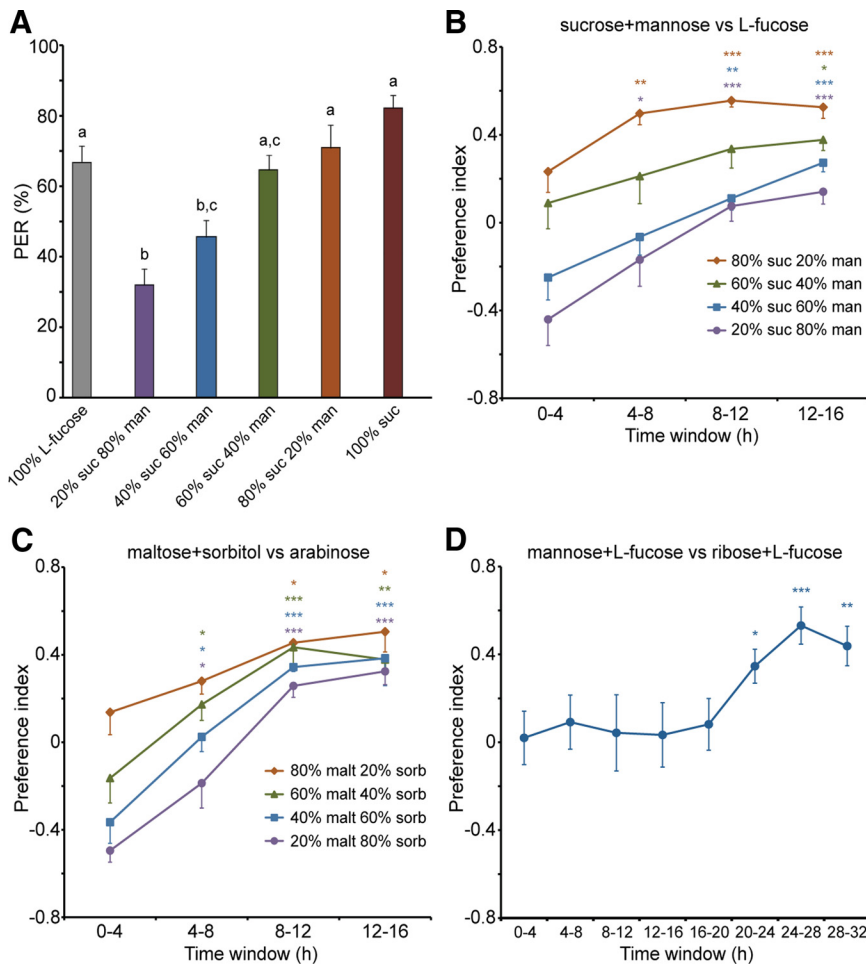 A
PER (%)
100
80
60
40
80
0
a
b
b,c
a,c
a
a
100% L-fucose
20% suc 80% man
40% suc 60% man
60% suc 40% man
80% suc 20% man
100% suc
B
sucrose+mannose vs L-fucose
Preference index
0.8
0.4
0
-0.4
-0.8
** *** ***
*
** ***
* *** ***
80% suc 20% man
60% suc 40% man
40% suc 60% man
20% suc 80% man
0-4 4-8 8-12 12-16
Time window (h)
C
maltose+sorbitol vs arabinose
Preference index
0.8
0.4
0
-0.4
-0.8
* *
* *** **
* *** ***
* *** ***
80% malt 20% sorb
60% malt 40% sorb
40% malt 60% sorb
20% malt 80% sorb
0-4 4-8 8-12 12-16
Time window (h)
D
mannose+L-fucose vs ribose+L-fucose
Preference index
0.8
0.4
0
-0.4
-0.8
* *** **
0-4 4-8 8-12 12-16 16-20 20-24 24-28 28-32
Time window (h)